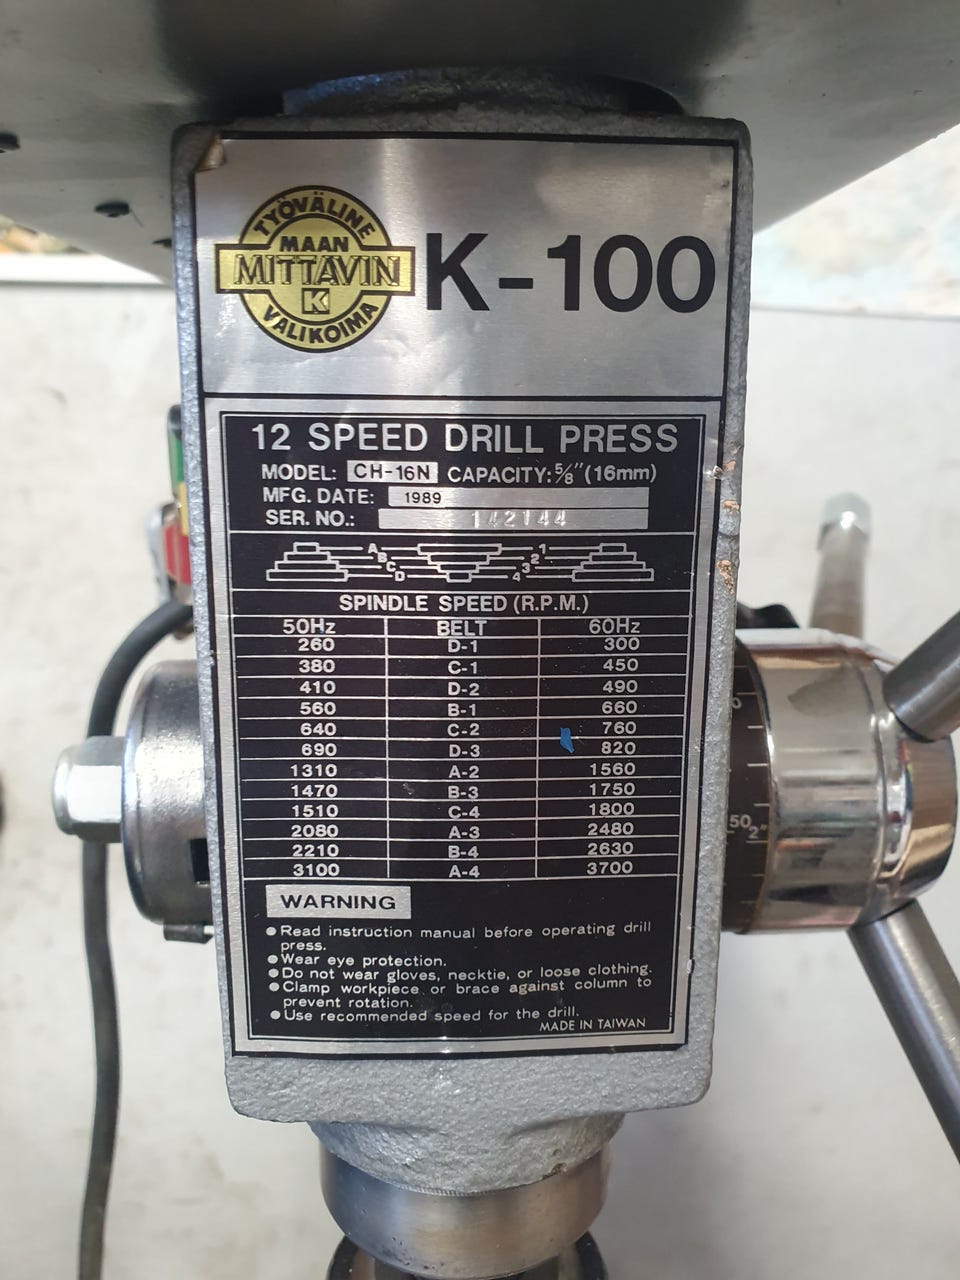 TYÖVÄLINE
MAAN
MITTAVIN
K
VALIKOIMA
K-100
12 SPEED DRILL PRESS
MODEL: CH-16N CAPACITY: 5/8" (16mm)
MFG. DATE: 1989
SER. NO.: 142144
A 1
B 2
C 3
D 4
SPINDLE SPEED (R.P.M.)
50Hz BELT 60Hz
260 D-1 300
380 C-1 450
410 D-2 490
560 B-1 660
640 C-2 760
690 D-3 820
1310 A-2 1560
1470 B-3 1750
1510 C-4 1800
2080 A-3 2480
2210 B-4 2630
3100 A-4 3700
WARNING
● Read instruction manual before operating drill
press.
● Wear eye protection.
● Do not wear gloves, necktie, or loose clothing.
● Clamp workpiece or brace against column to
prevent rotation.
● Use recommended speed for the drill.
MADE IN TAIWAN
50 2"